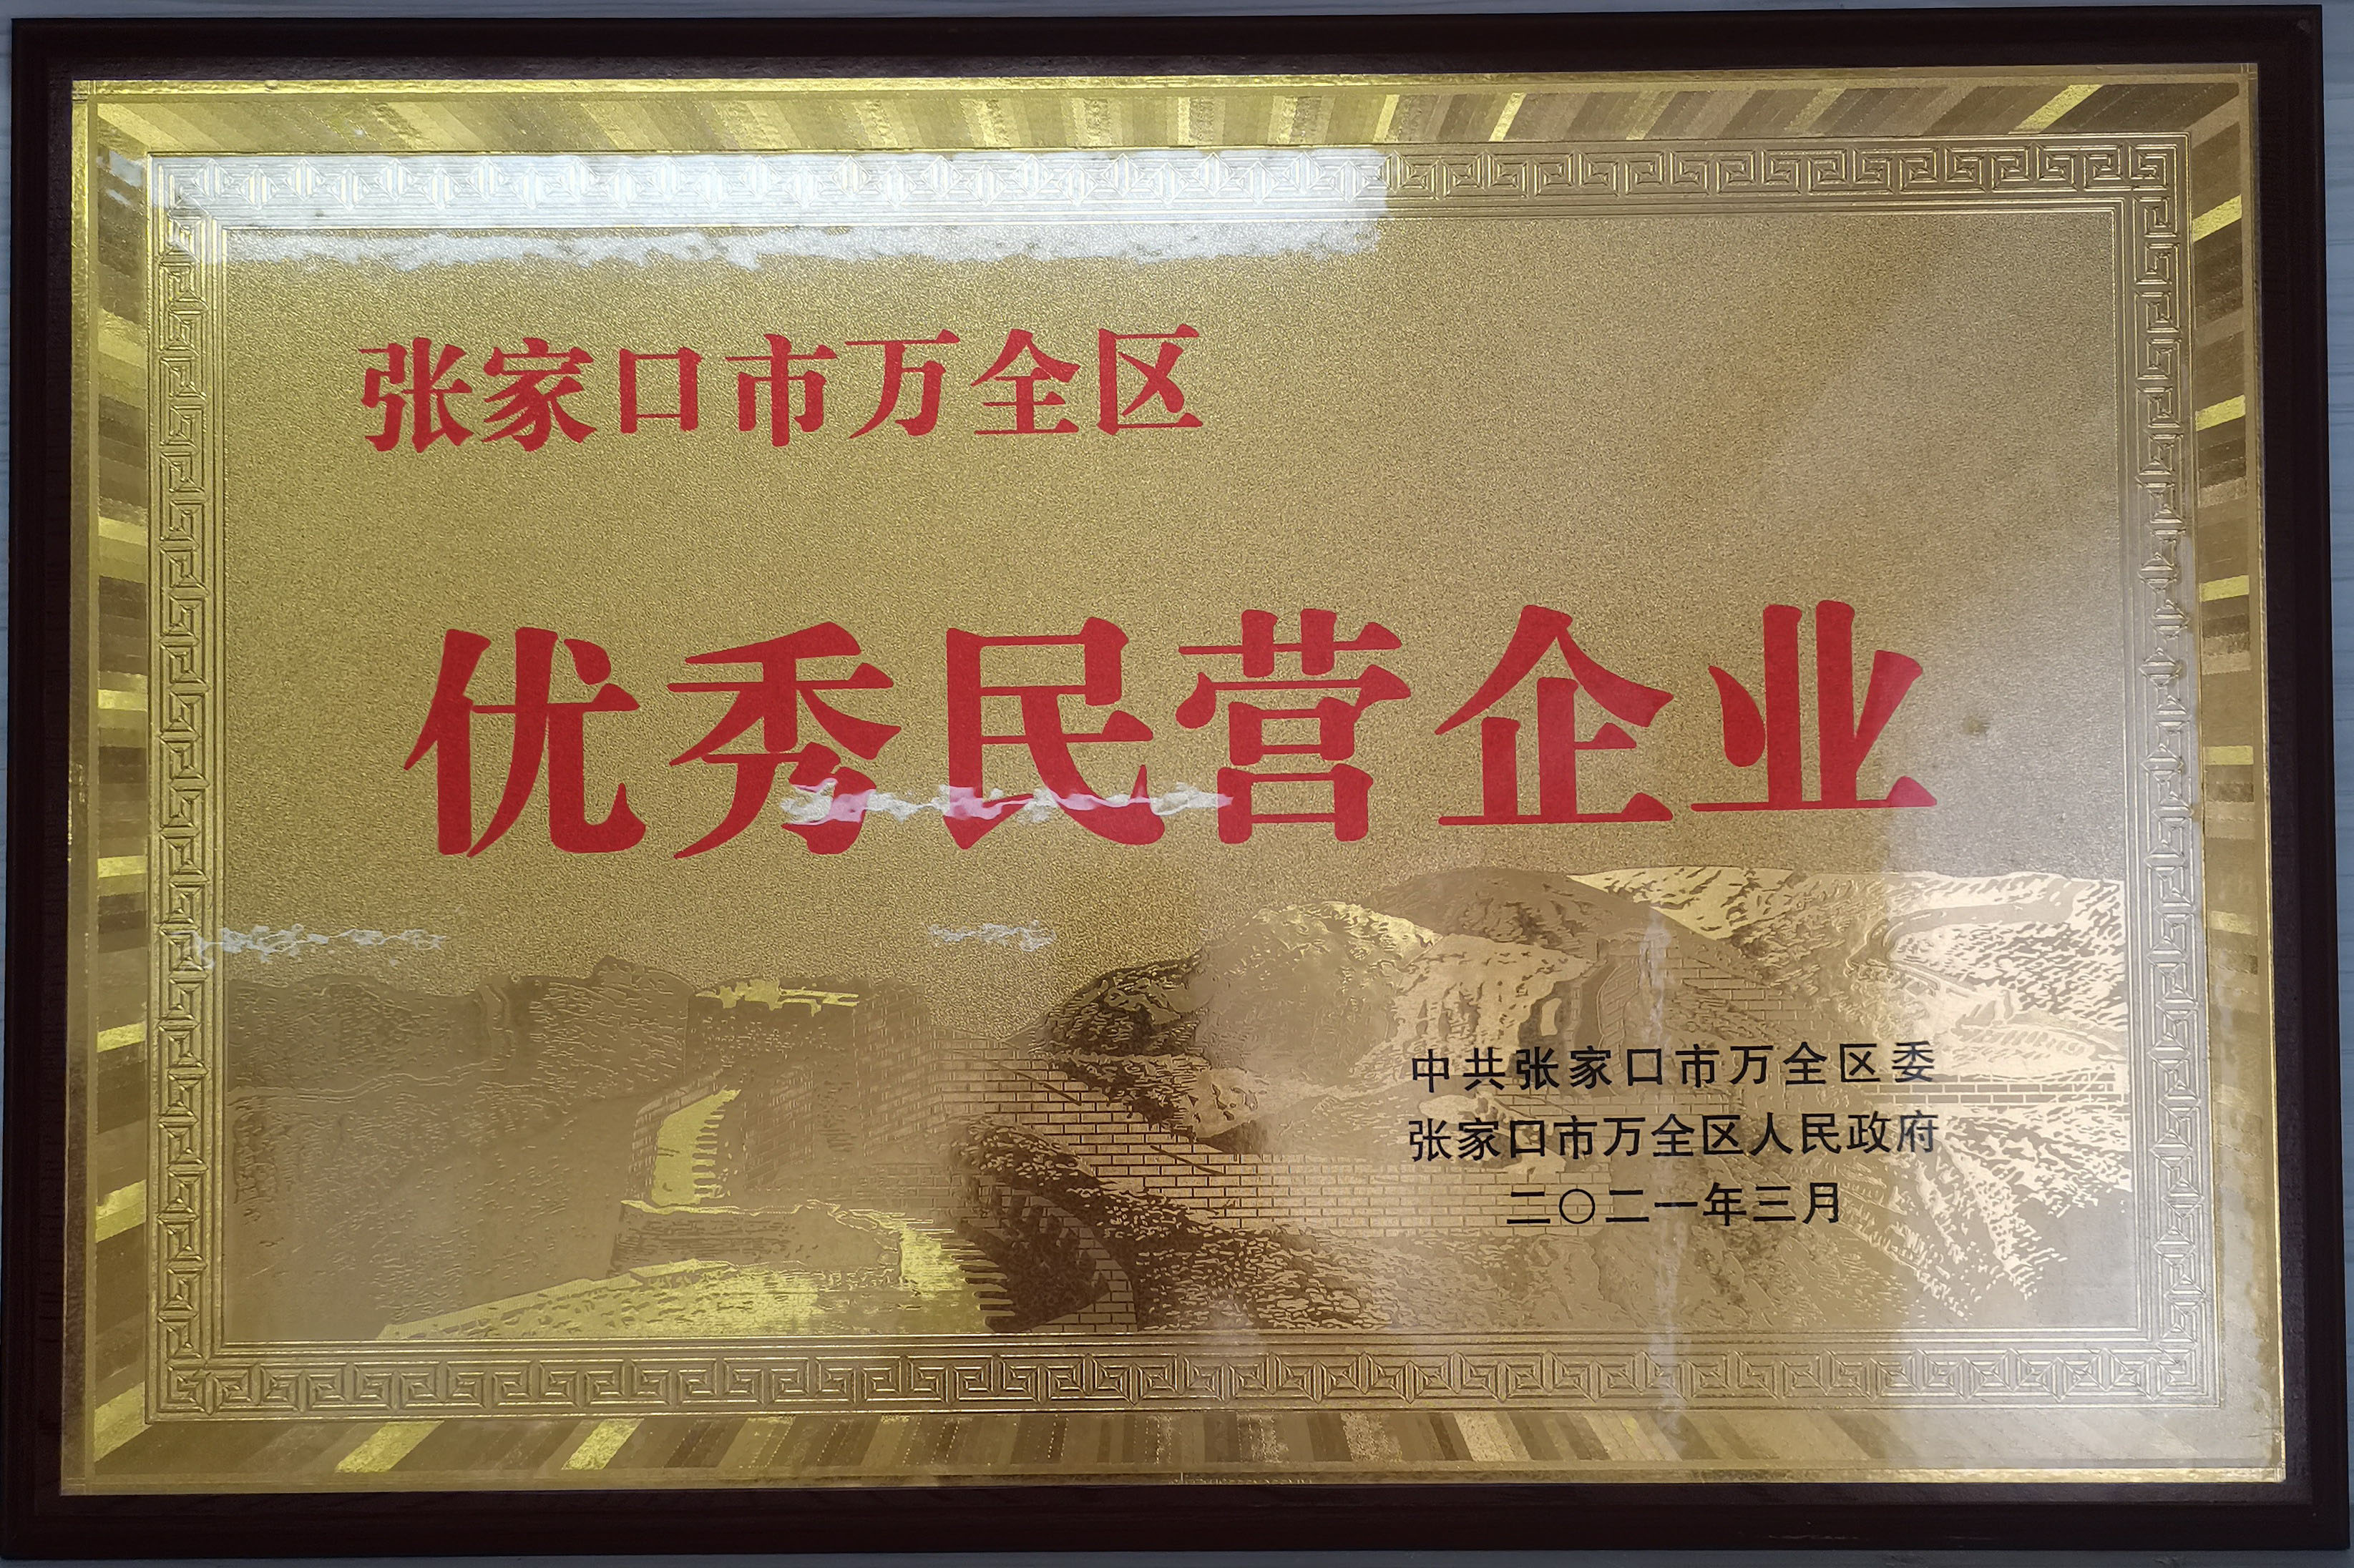 张家口市万全区
优秀民营企业
中共张家口市万全区委
张家口市万全区人民政府
二〇二一年三月